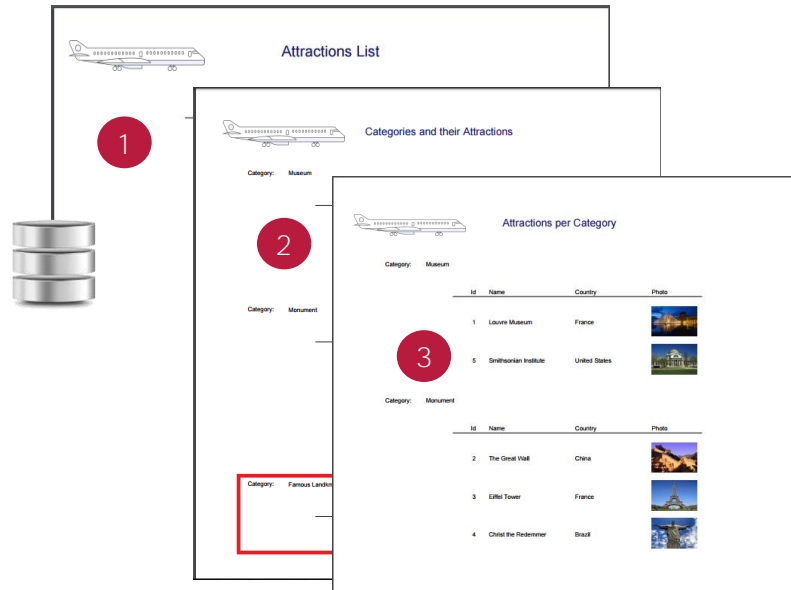 Attractions List
1
Categories and their Attractions
Category: Museum
2
Category: Monument
Category:
Attractions per Category
Category: Museum
Id Name Country Photo
1 Louvre Museum France
5 Smithsonian Institute United States
3
Category: Monument
Id Name Country Photo
2 The Great Wall China
3 Eiffel Tower France
4 Christ the Redemmer Brazil